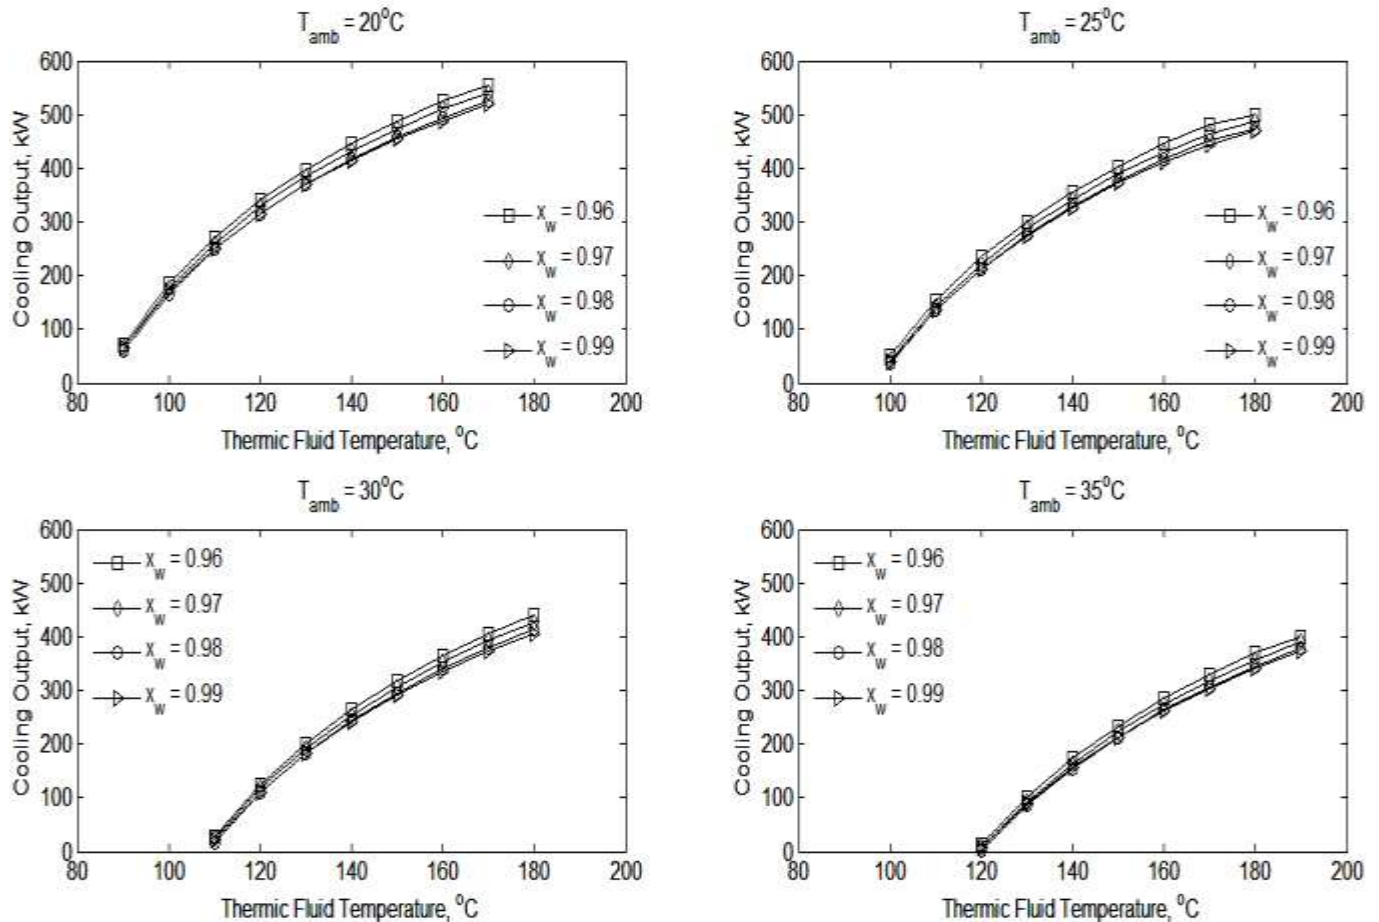 T_amb = 20°C
600
500
400
300
200
100
0
Cooling Output, kW
x_w = 0.96
x_w = 0.97
x_w = 0.98
x_w = 0.99
80 100 120 140 160 180 200
Thermic Fluid Temperature, °C
T_amb = 25°C
600
500
400
300
200
100
0
Cooling Output, kW
x_w = 0.96
x_w = 0.97
x_w = 0.98
x_w = 0.99
80 100 120 140 160 180 200
Thermic Fluid Temperature, °C
T_amb = 30°C
600
500
400
300
200
100
0
Cooling Output, kW
x_w = 0.96
x_w = 0.97
x_w = 0.98
x_w = 0.99
80 100 120 140 160 180 200
Thermic Fluid Temperature, °C
T_amb = 35°C
600
500
400
300
200
100
0
Cooling Output, kW
x_w = 0.96
x_w = 0.97
x_w = 0.98
x_w = 0.99
80 100 120 140 160 180 200
Thermic Fluid Temperature, °C